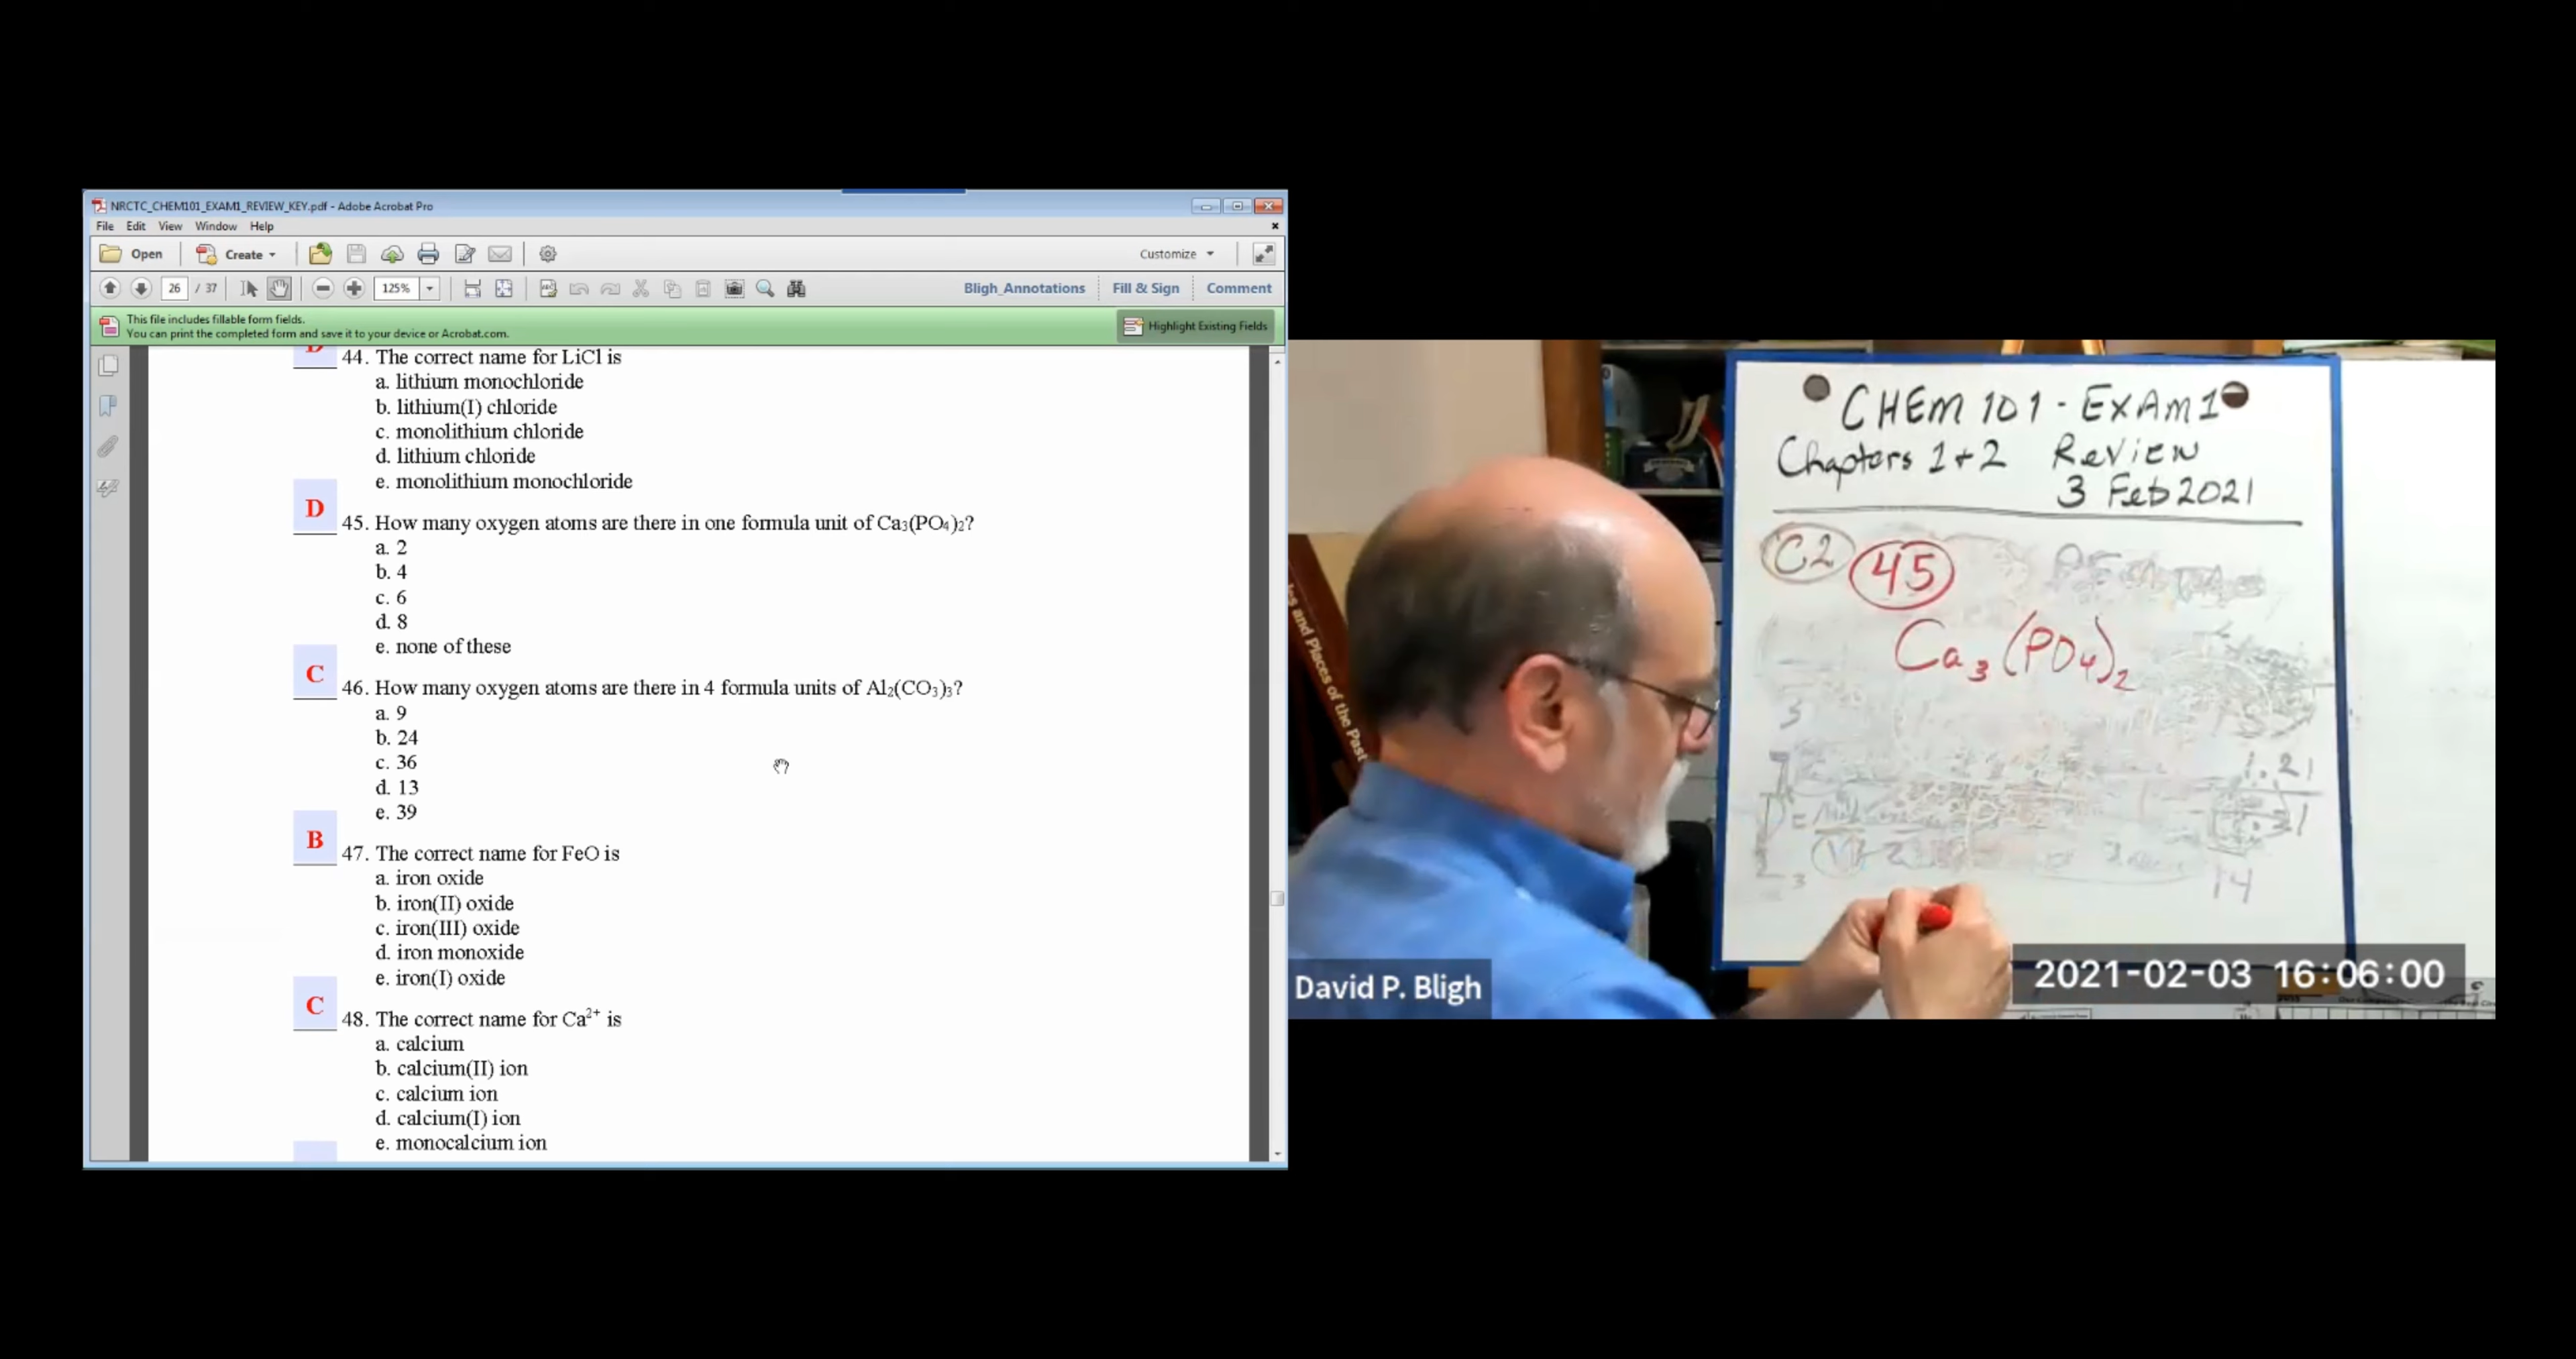 NRCTC_CHEM101_EXAM1_REVIEW_KEY.pdf - Adobe Acrobat Pro
File Edit View Window Help
Open Create Customize
26 / 37 125% Bligh_Annotations Fill & Sign Comment
This file includes fillable form fields.
You can print the completed form and save it to your device or Acrobat.com.
Highlight Existing Fields
44. The correct name for LiCl is
a. lithium monochloride
b. lithium(I) chloride
c. monolithium chloride
d. lithium chloride
e. monolithium monochloride
D 45. How many oxygen atoms are there in one formula unit of Ca₃(PO₄)₂?
a. 2
b. 4
c. 6
d. 8
e. none of these
C 46. How many oxygen atoms are there in 4 formula units of Al₂(CO₃)₃?
a. 9
b. 24
c. 36
d. 13
e. 39
B 47. The correct name for FeO is
a. iron oxide
b. iron(II) oxide
c. iron(III) oxide
d. iron monoxide
e. iron(I) oxide
C 48. The correct name for Ca²⁺ is
a. calcium
b. calcium(II) ion
c. calcium ion
d. calcium(I) ion
e. monocalcium ion
CHEM 101 - EXAM 1
Chapters 1 + 2 Review
3 Feb 2021
C2 45
Ca₃(PO₄)₂
1.21
14
and Places of the Past
David P. Bligh
2021-02-03 16:06:00